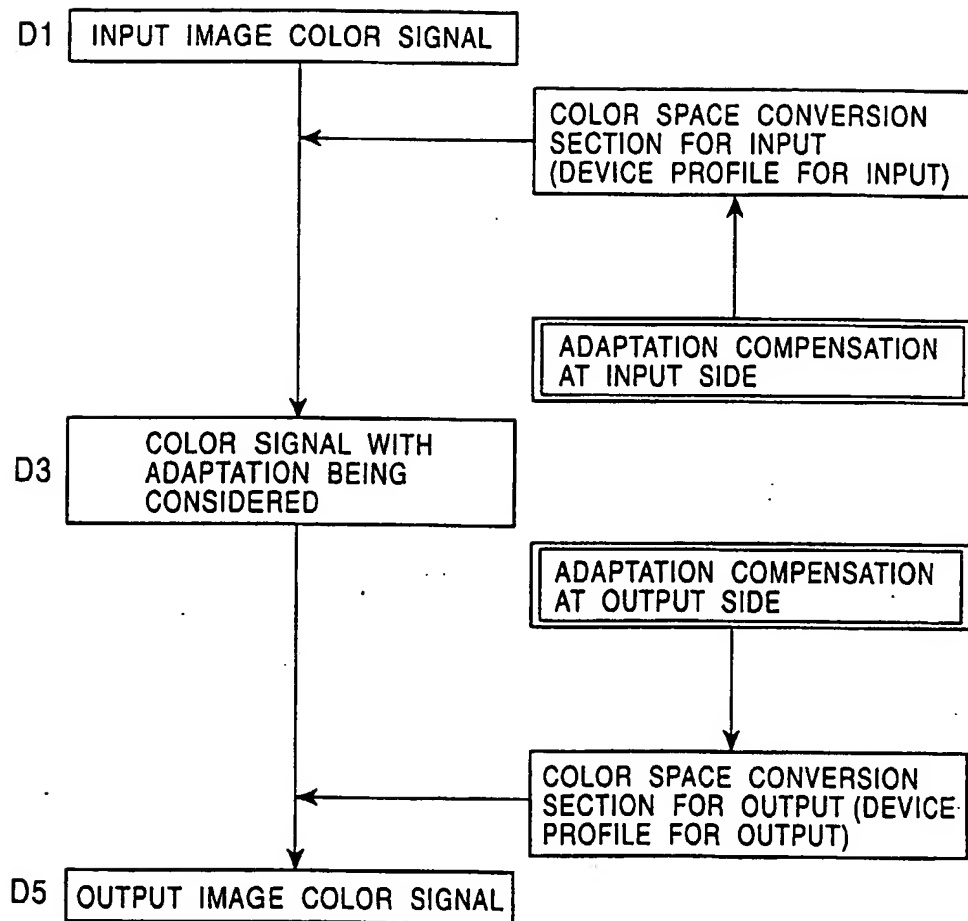 D1 INPUT IMAGE COLOR SIGNAL
COLOR SPACE CONVERSION
SECTION FOR INPUT
(DEVICE PROFILE FOR INPUT)
ADAPTATION COMPENSATION
AT INPUT SIDE
D3
COLOR SIGNAL WITH
ADAPTATION BEING
CONSIDERED
ADAPTATION COMPENSATION
AT OUTPUT SIDE
COLOR SPACE CONVERSION
SECTION FOR OUTPUT (DEVICE
PROFILE FOR OUTPUT)
D5 OUTPUT IMAGE COLOR SIGNAL